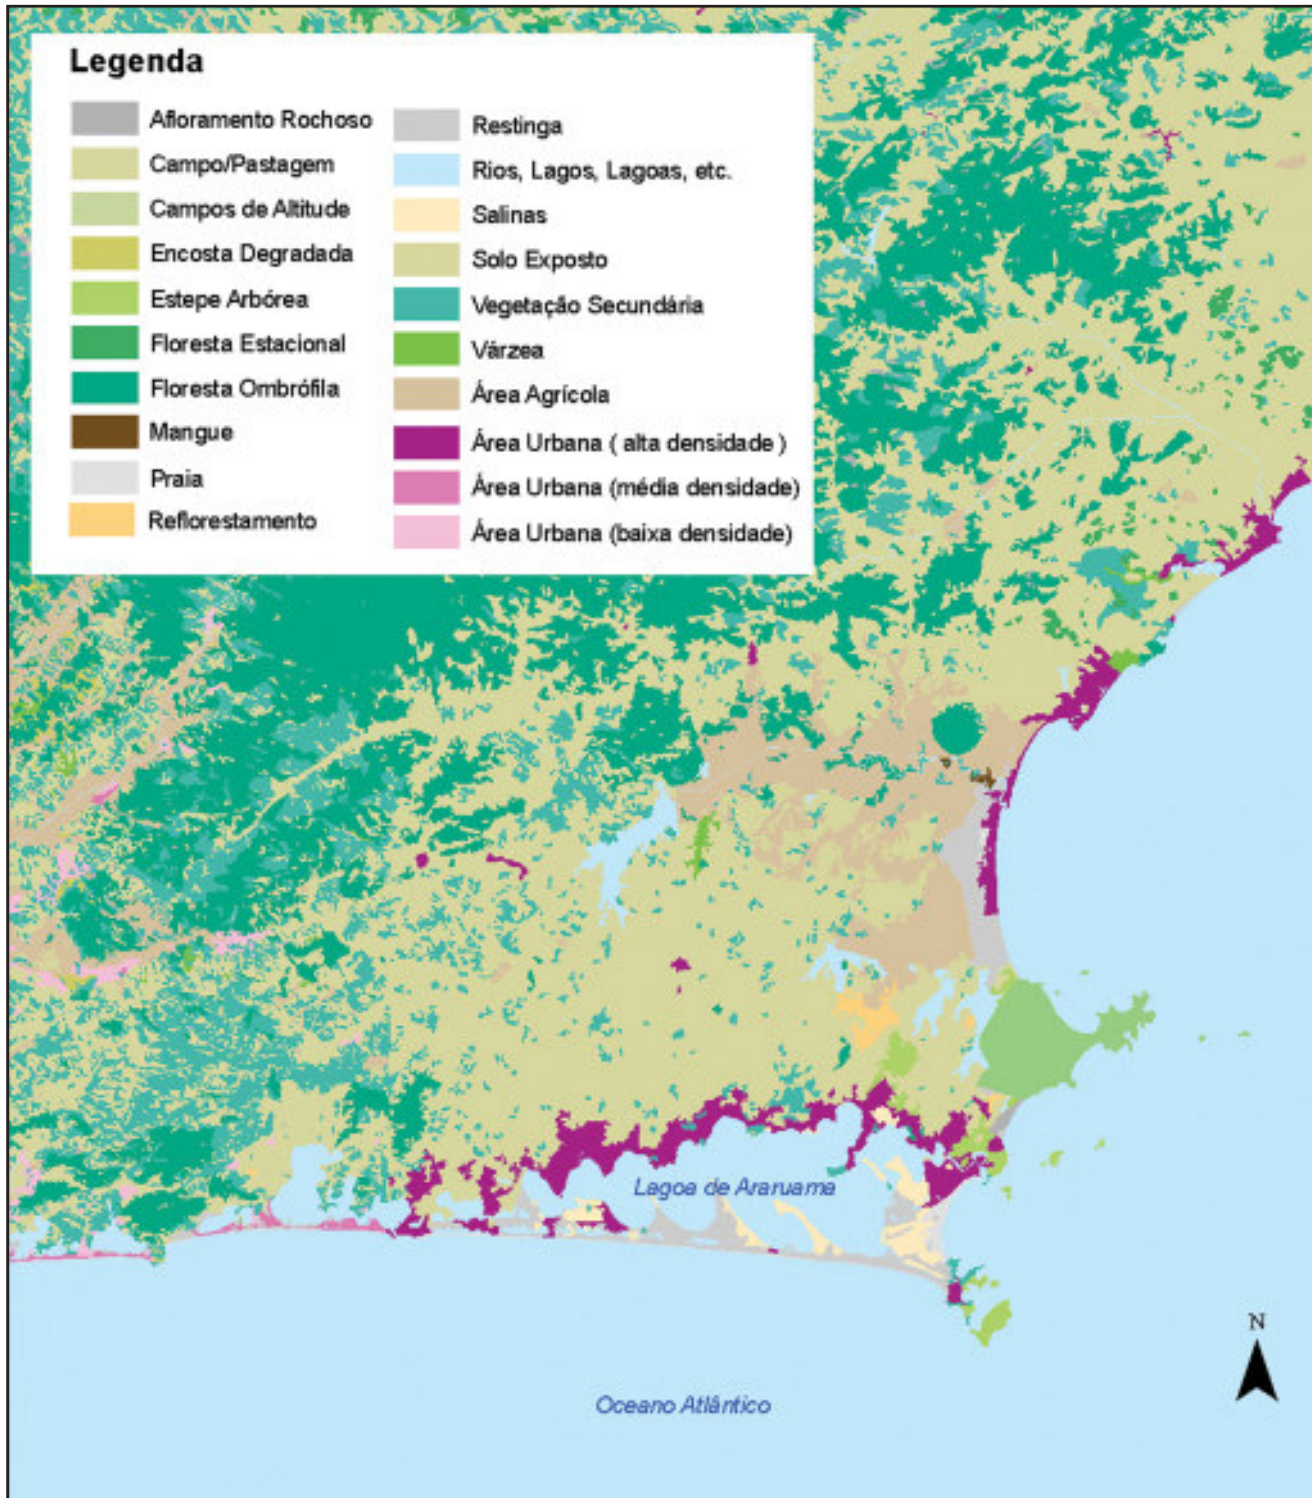 Legenda
Afloramento Rochoso
Campo/Pastagem
Campos de Altitude
Encosta Degradada
Estepe Arbórea
Floresta Estacional
Floresta Ombrófila
Mangue
Praia
Reflorestamento
Restinga
Rios, Lagos, Lagoas, etc.
Salinas
Solo Exposto
Vegetação Secundária
Várzea
Área Agrícola
Área Urbana ( alta densidade )
Área Urbana (média densidade)
Área Urbana (baixa densidade)
Lagoa de Araruama
N
Oceano Atlântico